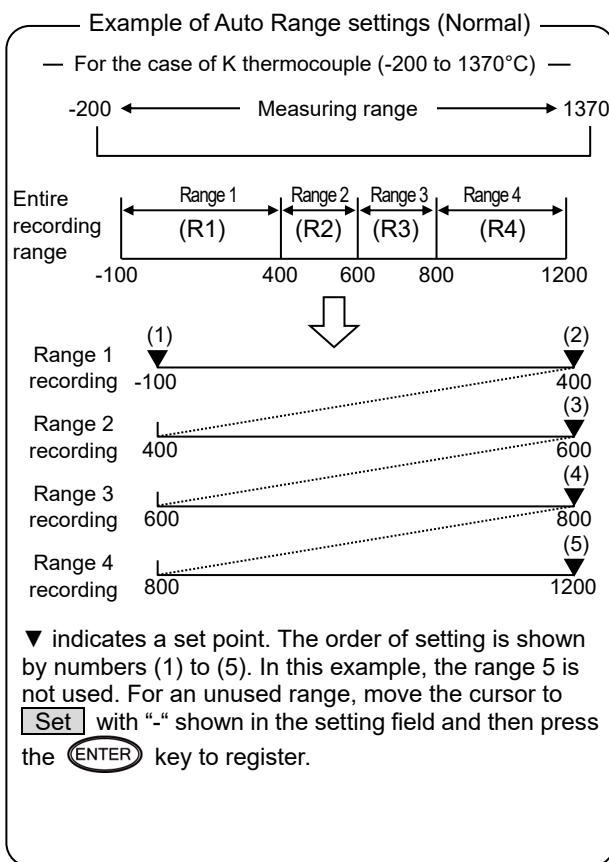 Example of Auto Range settings (Normal)
For the case of K thermocouple (-200 to 1370°C)
-200 Measuring range 1370
Entire recording range
Range 1 Range 2 Range 3 Range 4
(R1) (R2) (R3) (R4)
-100 400 600 800 1200
(1) (2)
Range 1 recording
-100 400
(3)
Range 2 recording
400 600
(4)
Range 3 recording
600 800
(5)
Range 4 recording
800 1200
▼ indicates a set point. The order of setting is shown
by numbers (1) to (5). In this example, the range 5 is
not used. For an unused range, move the cursor to
Set with “-“ shown in the setting field and then press
the ENTER key to register.